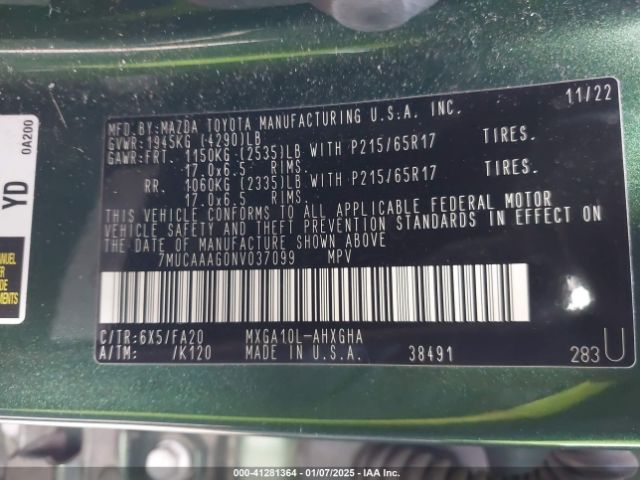 MFD.BY:MAZDA TOYOTA MANUFACTURING U.S.A. INC. 11/22
GVWR:1945KG (4290)LB
GAWR:FRT. 1150KG (2535)LB WITH P215/65R17 TIRES.
17.0x6.5 RIMS.
RR. 1060KG (2335)LB WITH P215/65R17 TIRES.
17.0x6.5 RIMS.
THIS VEHICLE CONFORMS TO ALL APPLICABLE FEDERAL MOTOR
VEHICLE SAFETY AND THEFT PREVENTION STANDARDS IN EFFECT ON
THE DATE OF MANUFACTURE SHOWN ABOVE
7MUCAAAG0NV037099 MPV
C/TR:6X5/FA20 MXGA10L-AHXGHA
A/TM: /K120 MADE IN U.S.A. 38491 283U
0A200
YD
000-41281364 | 01/07/2025 | IAA Inc.